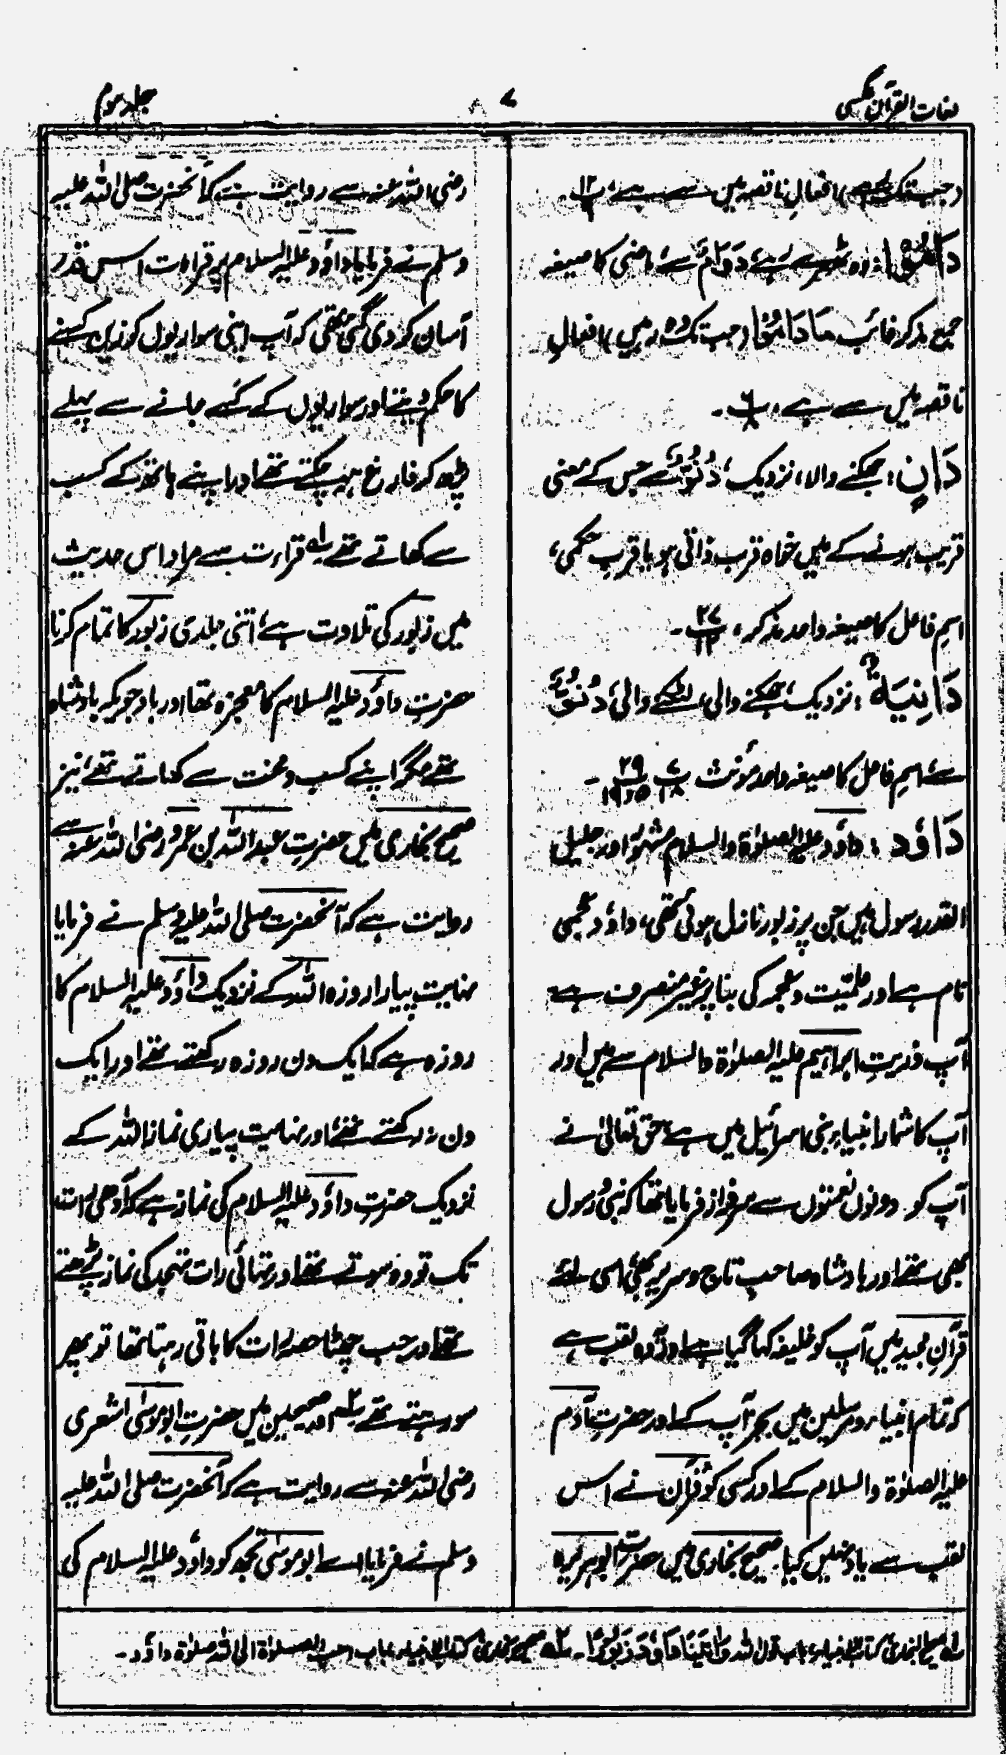 لغات القرآن عکسی
۷
جلد سوم
(جب تک مجھے) افعالِ ناقصہ میں سے ہے،
دَامُوْا: وہ ٹھہرے رہے، دَوَامٌ سے، ماضی کا صیغہ
جمع مذکر غائب مَادَامُوْا (جب تک وہ رہیں) افعالِ
ناقصہ میں سے ہے،
دَانٍ: جھکنے والا، نزدیک، دُنُوٌّ سے جس کے معنی
قریب ہونے کے ہیں خواہ قرب ذاتی ہو یا قرب حکمی،
اسم فاعل کا صیغہ واحد مذکر، ۲۷
دَانِيَةٌ: نزدیک، جھکنے والی، لٹکنے والی، دُنُوٌّ
سے، اسم فاعل کا صیغہ واحد مؤنث ۲۹
دَاوٗد: داؤد علیہ الصلوٰۃ والسلام مشہور اور جلیل
القدر رسول ہیں جن پر زبور نازل ہوئی تھی، داؤد عجمی
نام ہے اور علمیّت و عجمہ کی بنا پر غیر منصرف ہے
آپ ذریتِ ابراہیم علیہ الصلوٰۃ والسلام سے ہیں اور
آپ کا شمار انبیاء بنی اسرائیل میں ہے، حق تعالیٰ نے
آپ کو دونوں نعمتوں سے سرفراز فرمایا تھا کہ نبی و رسول
بھی تھے اور بادشاہ صاحبِ تاج و سریر بھی، اسی لئے
قرآنِ مجید میں آپ کو خلیفہ کہا گیا ہے اور وہ لقب ہے
کہ تمام انبیاء و مرسلین میں بجز آپ کے اور حضرت آدم
علیہ الصلوٰۃ والسلام کے اور کسی کو قرآن نے اس
لقب سے یاد نہیں کیا صحیح بخاری میں حضرت ابوہریرہ
رضی اللہ عنہ سے روایت ہے کہ آنحضرت صلی اللہ علیہ
وسلم نے فرمایا داؤد علیہ السلام پر قراءت اس قدر
آسان کر دی گئی تھی کہ آپ اپنی سواریوں کو زین کسنے
کا حکم دیتے اور سواریوں کے کسے جانے سے پہلے
پڑھ کر فارغ ہو چکتے تھے اور اپنے ہاتھ کے کسب
سے کھاتے تھے لہ قراءت سے مراد اسی حدیث
میں زبور کی تلاوت ہے، اتنی جلدی زبور کا تمام کرنا
حضرت داؤد علیہ السلام کا معجزہ تھا اور باوجودیکہ بادشاہ
تھے مگر اپنے کسب و محنت سے کھاتے تھے، نیز
صحیح بخاری میں حضرت عبداللہ بن عمرو رضی اللہ عنہ سے
روایت ہے کہ آنحضرت صلی اللہ علیہ وسلم نے فرمایا
نہایت پیارا روزہ اللہ کے نزدیک داؤد علیہ السلام کا
روزہ ہے کہ ایک دن روزہ رکھتے تھے اور ایک
دن نہ رکھتے تھے، اور نہایت پیاری نماز اللہ کے
نزدیک حضرت داؤد علیہ السلام کی نماز ہے کہ آدھی رات
تک تو وہ سوتے تھے اور تہائی رات تہجد کی نماز پڑھتے
تھے اور جب چھٹا حصہ رات کا باقی رہتا تھا تو پھر
سو رہتے تھے ۲ہ اور صحیحین میں حضرت ابوموسیٰ اشعری
رضی اللہ عنہ سے روایت ہے کہ آنحضرت صلی اللہ علیہ
وسلم نے فرمایا اے ابوموسیٰ تجھ کو داؤد علیہ السلام کی
لہ صحیح البخاری کتاب الانبیاء، باب قول اللہ وَاٰتَيْنَا دَاوٗدَ زَبُوْرًا۔ ۲ہ صحیح بخاری کتاب الانبیاء، باب احب الصلوٰۃ الی اللہ صلوٰۃ داؤد۔